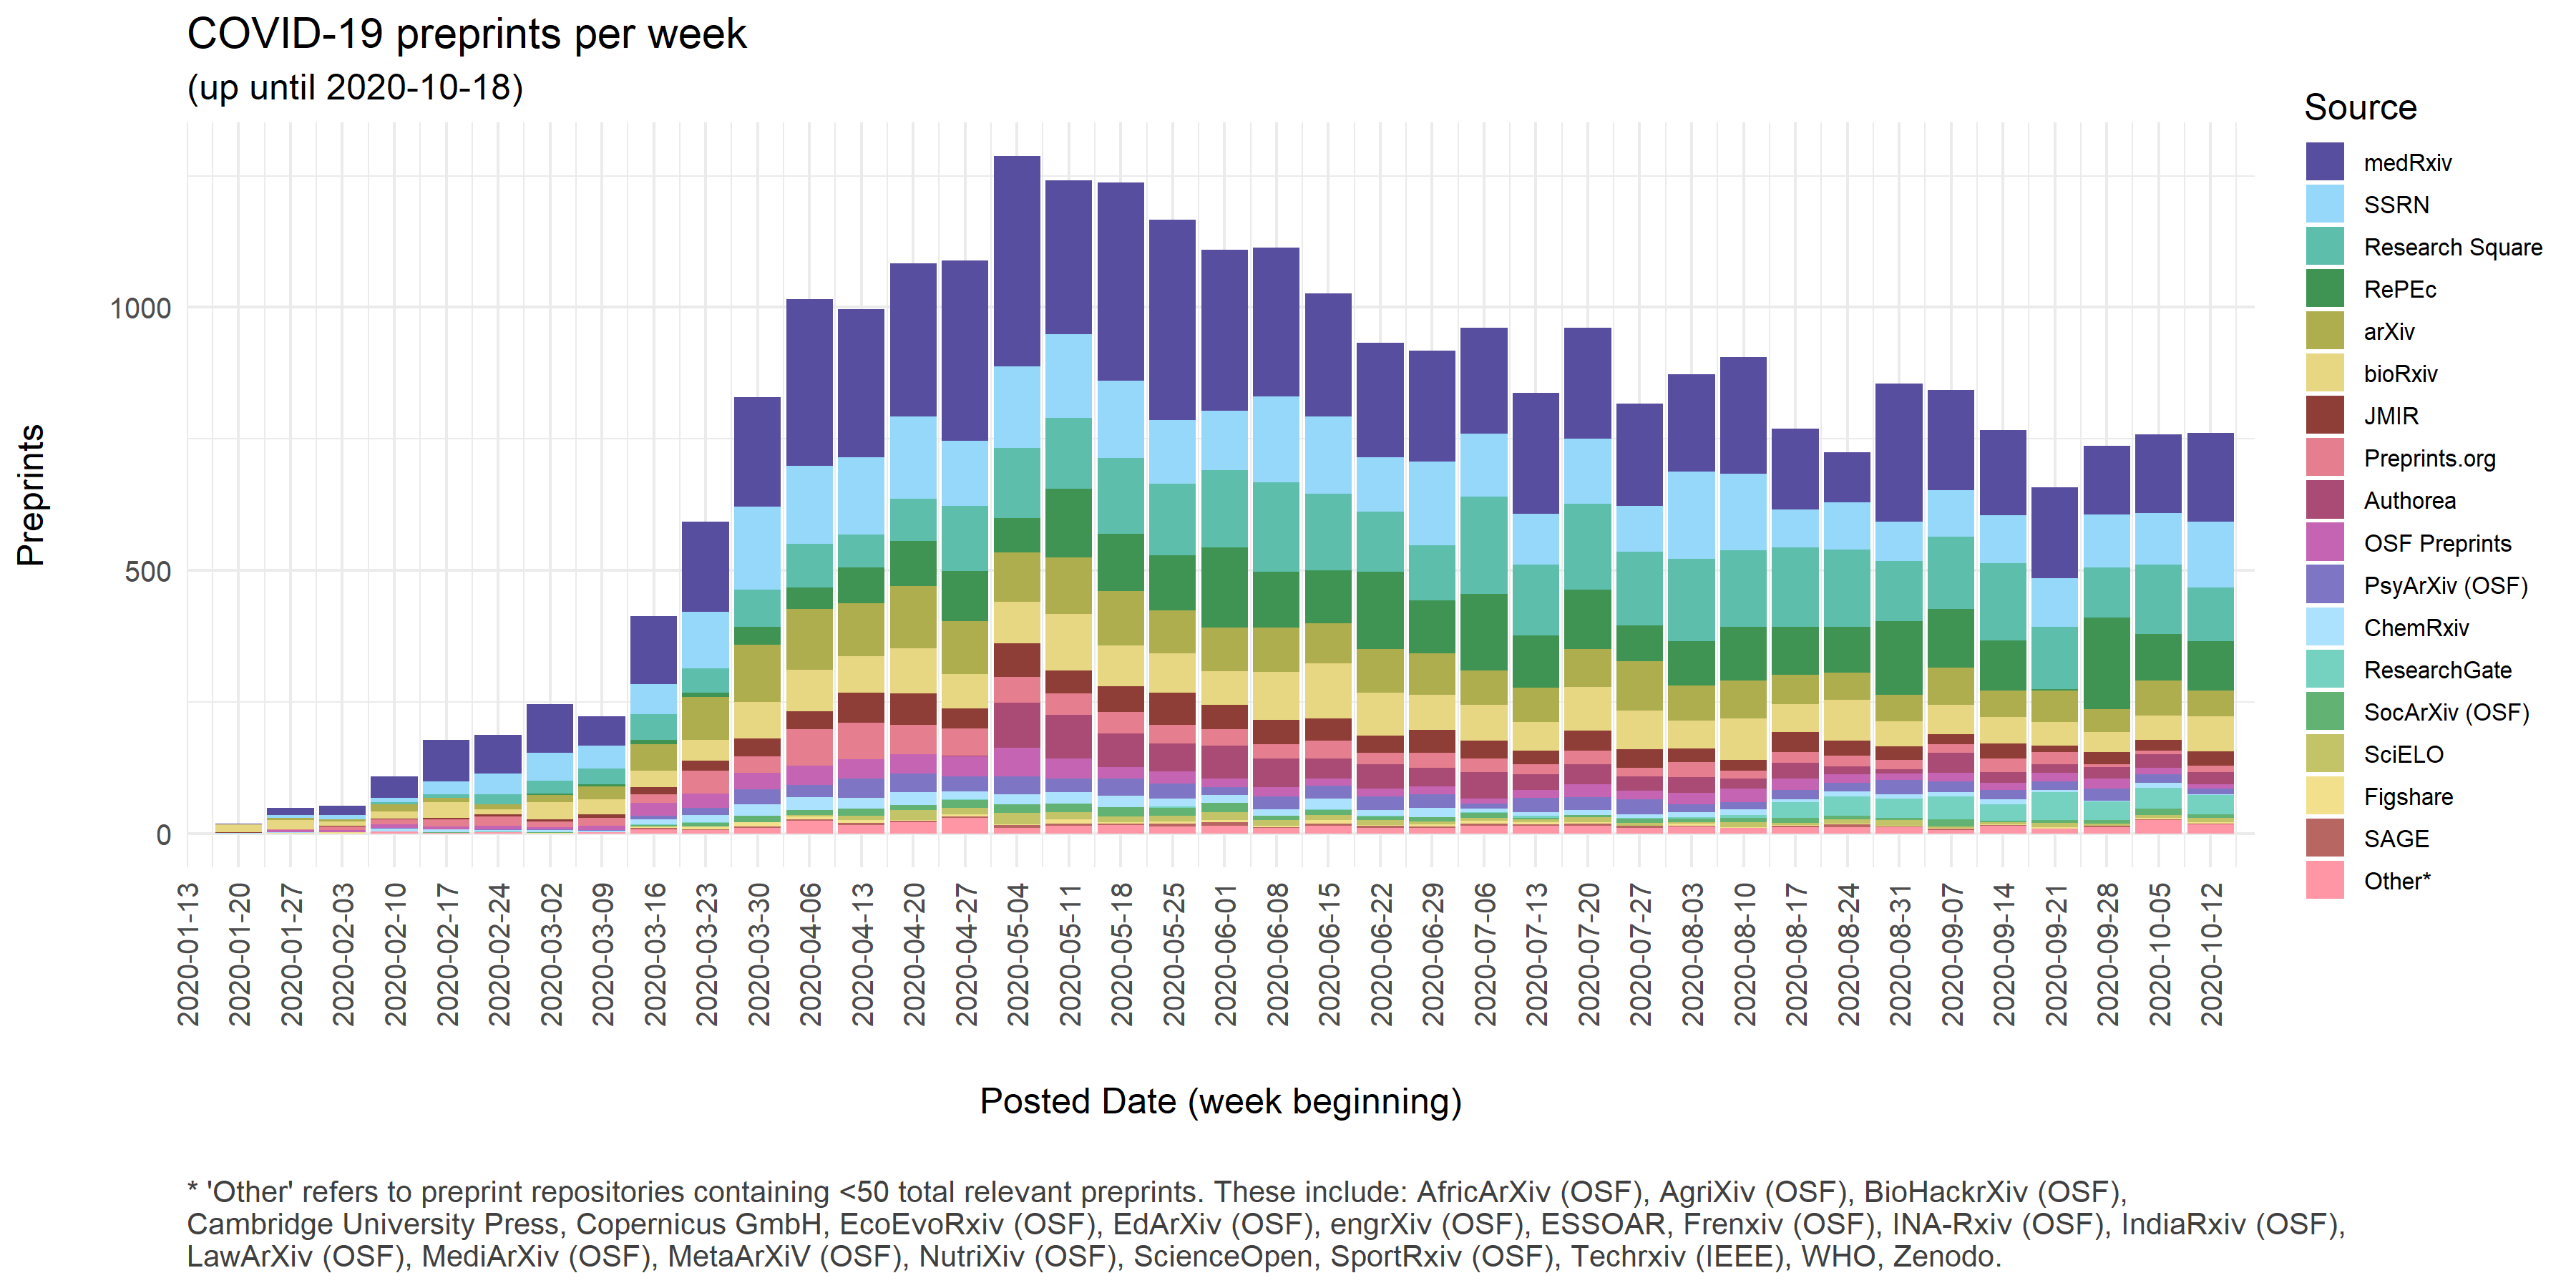 COVID-19 preprints per week
(up until 2020-10-18)
Preprints
1000
500
0
2020-01-13
2020-01-20
2020-01-27
2020-02-03
2020-02-10
2020-02-17
2020-02-24
2020-03-02
2020-03-09
2020-03-16
2020-03-23
2020-03-30
2020-04-06
2020-04-13
2020-04-20
2020-04-27
2020-05-04
2020-05-11
2020-05-18
2020-05-25
2020-06-01
2020-06-08
2020-06-15
2020-06-22
2020-06-29
2020-07-06
2020-07-13
2020-07-20
2020-07-27
2020-08-03
2020-08-10
2020-08-17
2020-08-24
2020-08-31
2020-09-07
2020-09-14
2020-09-21
2020-09-28
2020-10-05
2020-10-12
Posted Date (week beginning)
Source
medRxiv
SSRN
Research Square
RePEc
arXiv
bioRxiv
JMIR
Preprints.org
Authorea
OSF Preprints
PsyArXiv (OSF)
ChemRxiv
ResearchGate
SocArXiv (OSF)
SciELO
Figshare
SAGE
Other*
* 'Other' refers to preprint repositories containing <50 total relevant preprints. These include: AfricArXiv (OSF), AgriXiv (OSF), BioHackrXiv (OSF),
Cambridge University Press, Copernicus GmbH, EcoEvoRxiv (OSF), EdArXiv (OSF), engrXiv (OSF), ESSOAR, Frenxiv (OSF), INA-Rxiv (OSF), IndiaRxiv (OSF),
LawArXiv (OSF), MediArXiv (OSF), MetaArXiV (OSF), NutriXiv (OSF), ScienceOpen, SportRxiv (OSF), Techrxiv (IEEE), WHO, Zenodo.